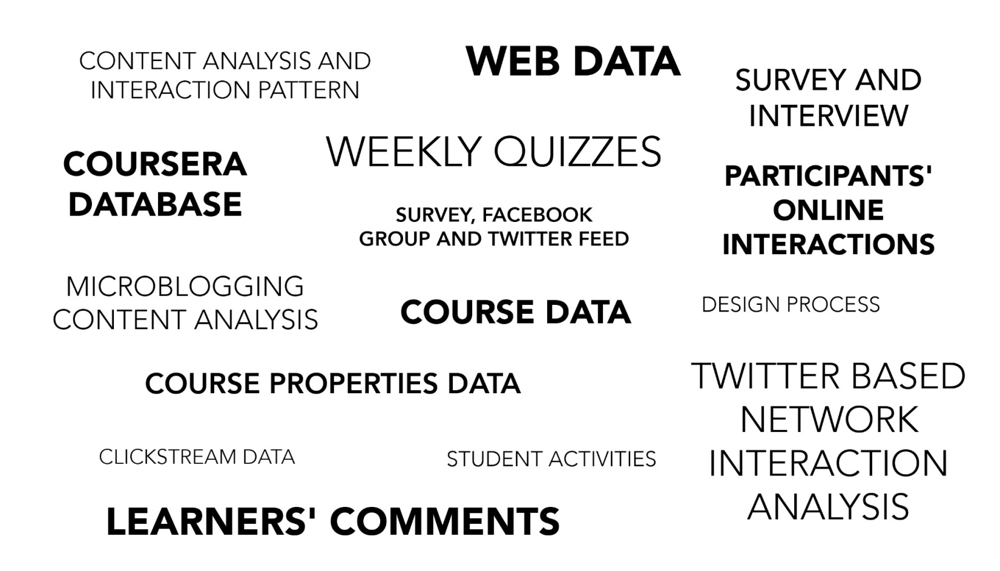 CONTENT ANALYSIS AND
INTERACTION PATTERN
WEB DATA
SURVEY AND
INTERVIEW
COURSERA
DATABASE
WEEKLY QUIZZES
SURVEY, FACEBOOK
GROUP AND TWITTER FEED
PARTICIPANTS'
ONLINE
INTERACTIONS
MICROBLOGGING
CONTENT ANALYSIS
COURSE DATA
DESIGN PROCESS
COURSE PROPERTIES DATA
TWITTER BASED
NETWORK
INTERACTION
ANALYSIS
CLICKSTREAM DATA
STUDENT ACTIVITIES
LEARNERS' COMMENTS